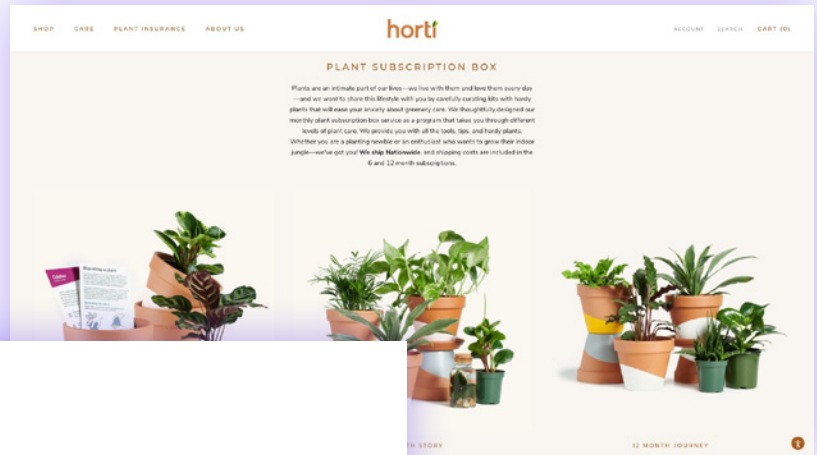 SHOP CARE PLANT INSURANCE ABOUT US horti ACCOUNT SEARCH CART (0)
PLANT SUBSCRIPTION BOX
Plants are an intimate part of our lives—we live with them and love them every day
—and we want to share this lifestyle with you by carefully curating kits with hardy
plants that will ease your anxiety about greenery care. We thoughtfully designed our
monthly plant subscription box service as a program that takes you through different
levels of plant care. We provide you with all the tools, tips, and hardy plants.
Whether you are a planting newbie or an enthusiast who wants to grow their indoor
jungle—we've got you! We ship Nationwide, and shipping costs are included in the
6 and 12 month subscriptions.
STORY
12 MONTH JOURNEY